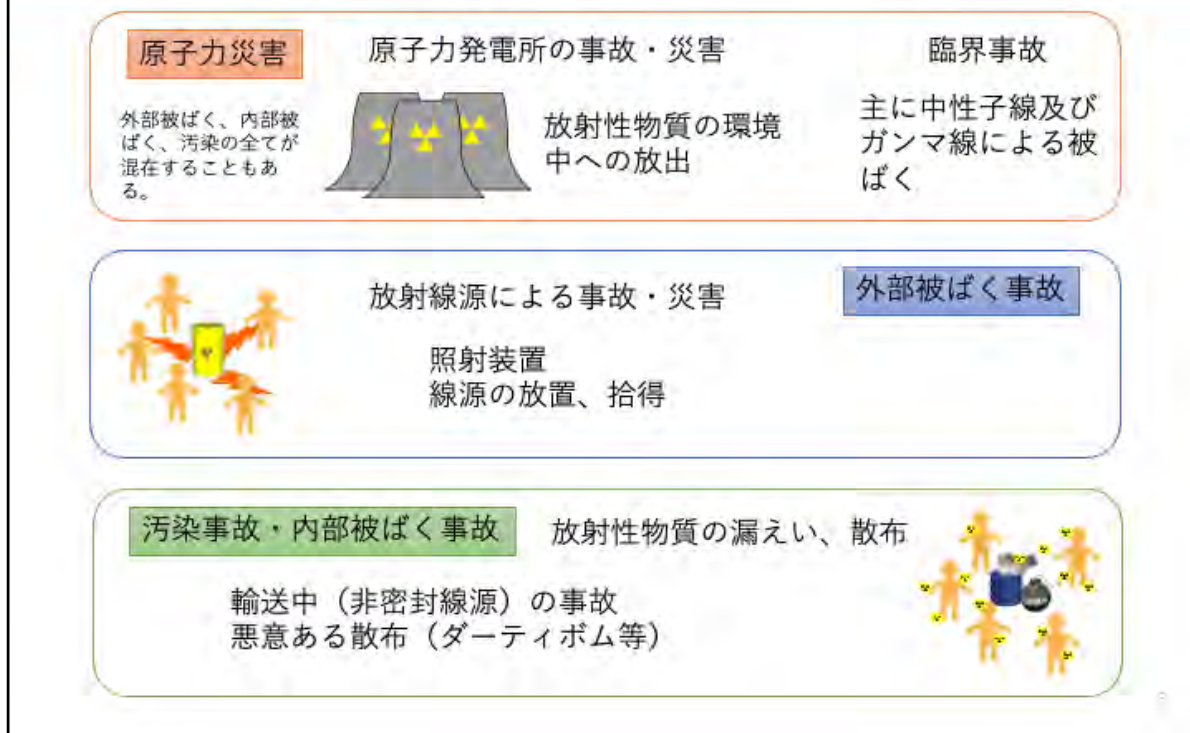 原子力災害
原子力発電所の事故・災害
臨界事故
外部被ばく、内部被
ばく、汚染の全てが
混在することもあ
る。
放射性物質の環境
中への放出
主に中性子線及び
ガンマ線による被
ばく
放射線源による事故・災害
外部被ばく事故
照射装置
線源の放置、拾得
汚染事故・内部被ばく事故
放射性物質の漏えい、散布
輸送中（非密封線源）の事故
悪意ある散布（ダーティボム等）